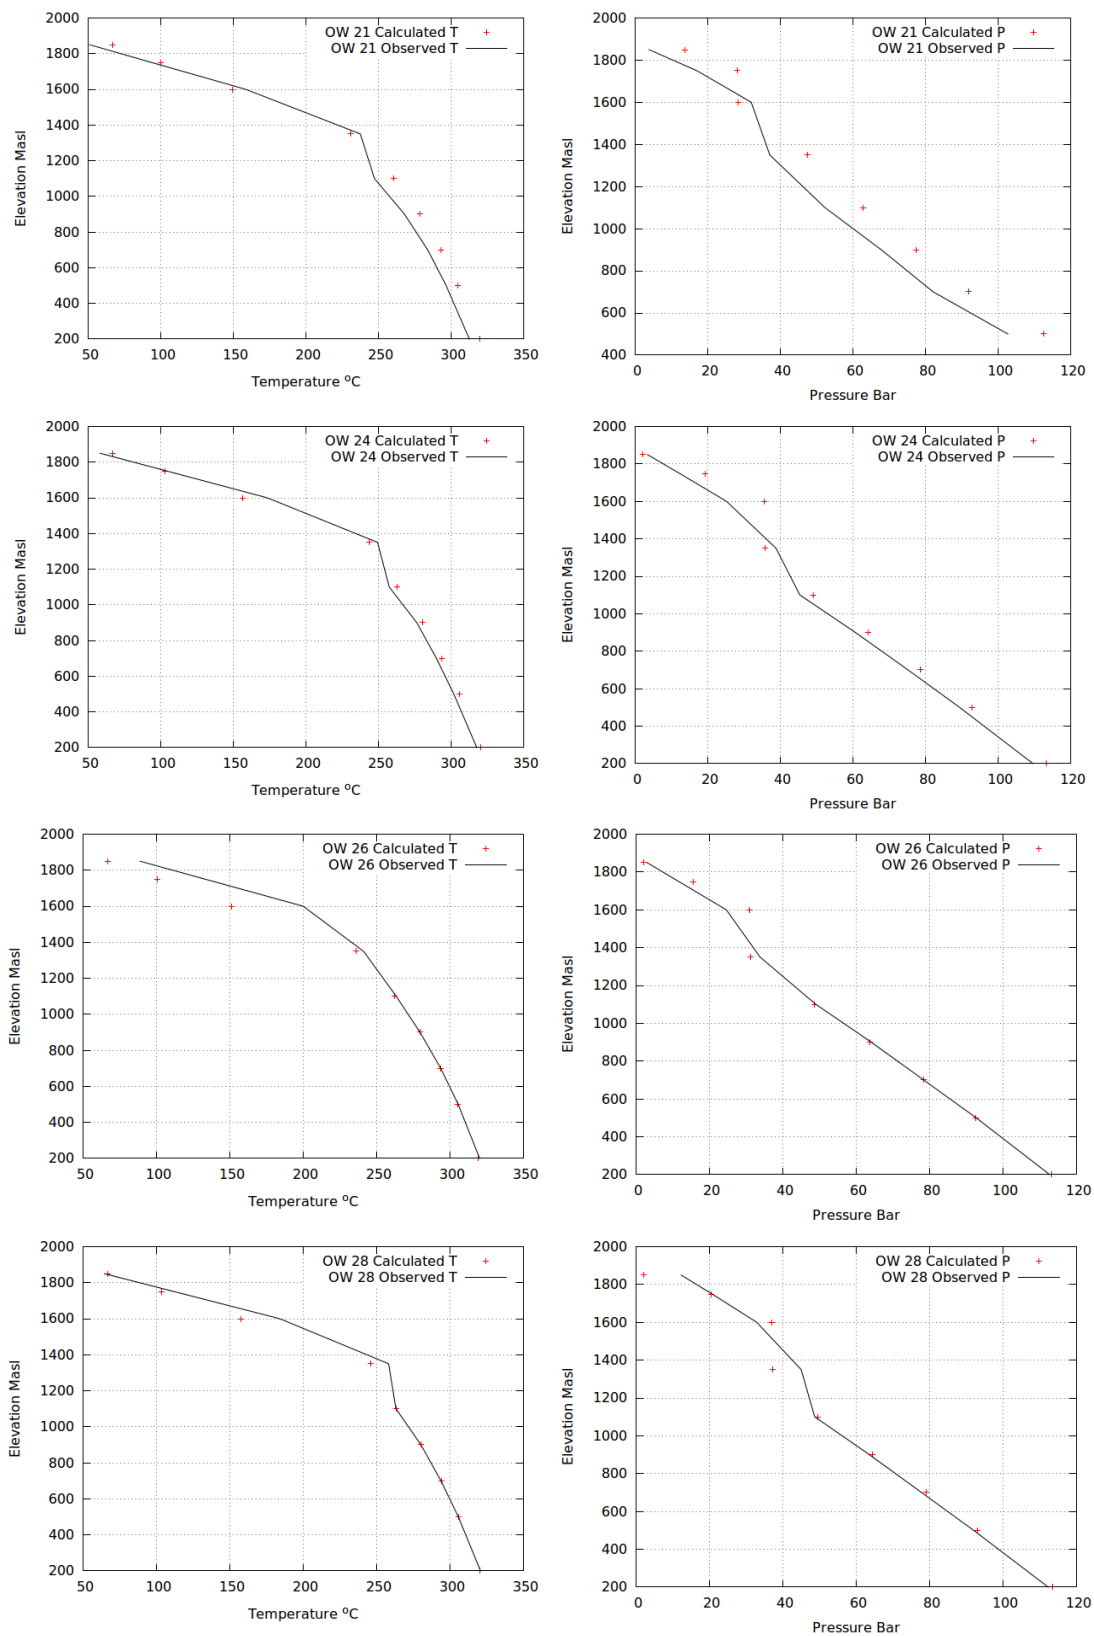 OW 21 Calculated T
OW 21 Observed T
2000
1800
1600
1400
1200
1000
800
600
400
200
Elevation Masl
50 100 150 200 250 300 350
Temperature °C
OW 21 Calculated P
OW 21 Observed P
2000
1800
1600
1400
1200
1000
800
600
400
Elevation Masl
0 20 40 60 80 100 120
Pressure Bar
OW 24 Calculated T
OW 24 Observed T
2000
1800
1600
1400
1200
1000
800
600
400
200
Elevation Masl
50 100 150 200 250 300 350
Temperature °C
OW 24 Calculated P
OW 24 Observed P
2000
1800
1600
1400
1200
1000
800
600
400
200
Elevation Masl
0 20 40 60 80 100 120
Pressure Bar
OW 26 Calculated T
OW 26 Observed T
2000
1800
1600
1400
1200
1000
800
600
400
200
Elevation Masl
50 100 150 200 250 300 350
Temperature °C
OW 26 Calculated P
OW 26 Observed P
2000
1800
1600
1400
1200
1000
800
600
400
200
Elevation Masl
0 20 40 60 80 100 120
Pressure Bar
OW 28 Calculated T
OW 28 Observed T
2000
1800
1600
1400
1200
1000
800
600
400
200
Elevation Masl
50 100 150 200 250 300 350
Temperature °C
OW 28 Calculated P
OW 28 Observed P
2000
1800
1600
1400
1200
1000
800
600
400
200
Elevation Masl
0 20 40 60 80 100 120
Pressure Bar